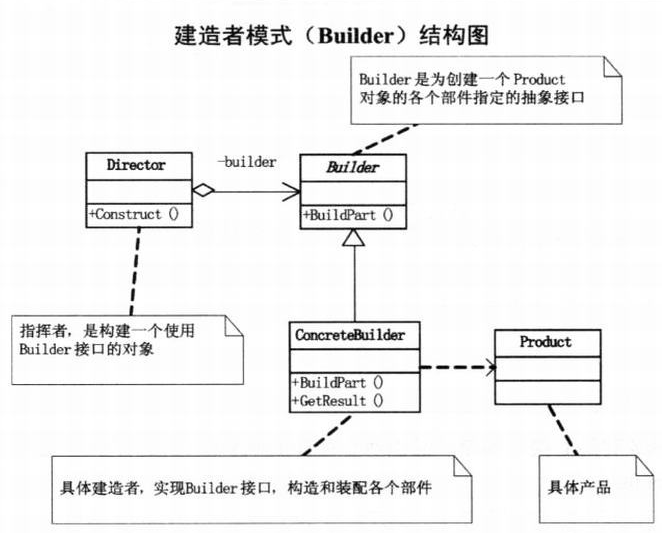 建造者模式（Builder）结构图
Builder是为创建一个Product
对象的各个部件指定的抽象接口
Director
-builder
Builder
+Construct()
+BuildPart()
指挥者，是构建一个使用
Builder接口的对象
ConcreteBuilder
Product
+BuildPart()
+GetResult()
具体建造者，实现Builder接口，构造和装配各个部件
具体产品